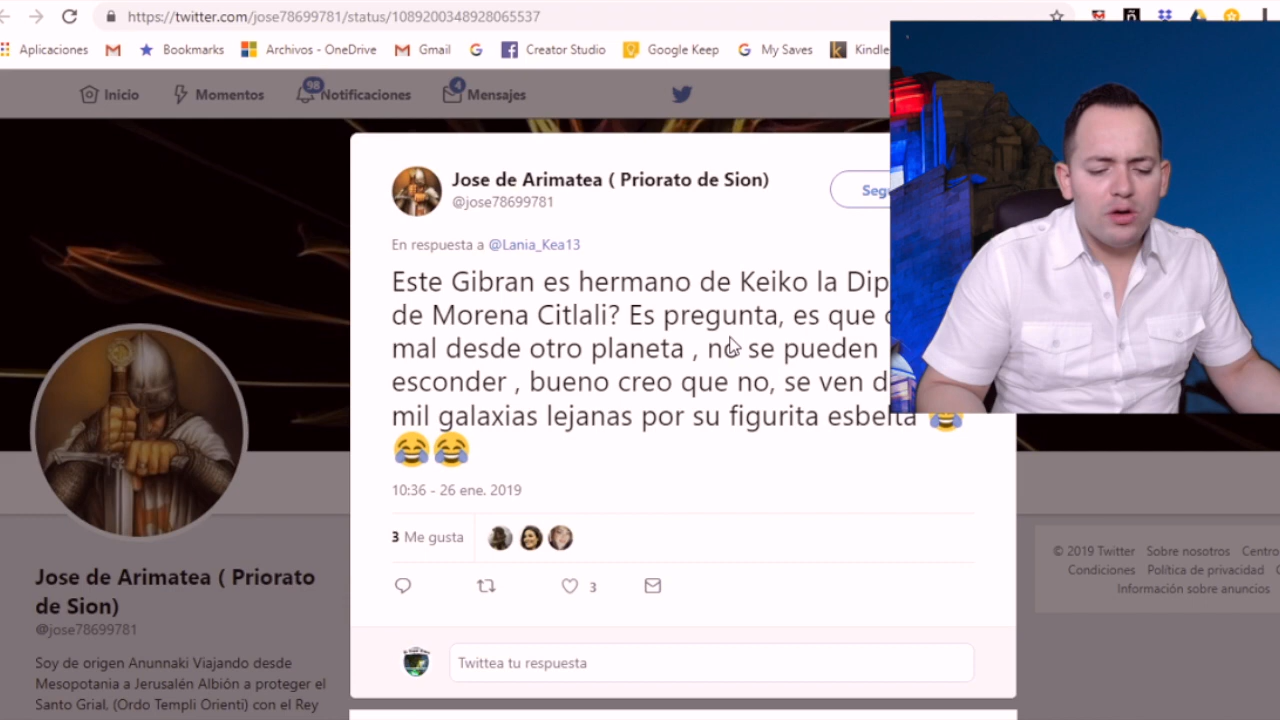 https://twitter.com/jose78699781/status/1089200348928065537
Aplicaciones Bookmarks Archivos - OneDrive Gmail Creator Studio Google Keep My Saves Kindle
Inicio Momentos 98 Notificaciones 4 Mensajes
Jose de Arimatea ( Priorato de Sion)
@jose78699781
En respuesta a @Lania_Kea13
Este Gibran es hermano de Keiko la Dip
de Morena Citlali? Es pregunta, es que
mal desde otro planeta , no se pueden
esconder , bueno creo que no, se ven d
mil galaxias lejanas por su figurita esbelta 😂
😂😂
10:36 - 26 ene. 2019
3 Me gusta
3
Twittea tu respuesta
Jose de Arimatea ( Priorato
de Sion)
@jose78699781
Soy de origen Anunnaki Viajando desde
Mesopotania a Jerusalén Albión a proteger el
Santo Grial, (Ordo Templi Orienti) con el Rey
© 2019 Twitter Sobre nosotros Centro
Condiciones Política de privacidad
Información sobre anuncios